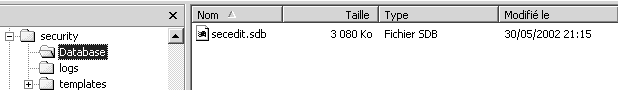 Nom Taille Type Modifié le
security
Database
logs
templates
secedit.sdb 3 080 Ko Fichier SDB 30/05/2002 21:15